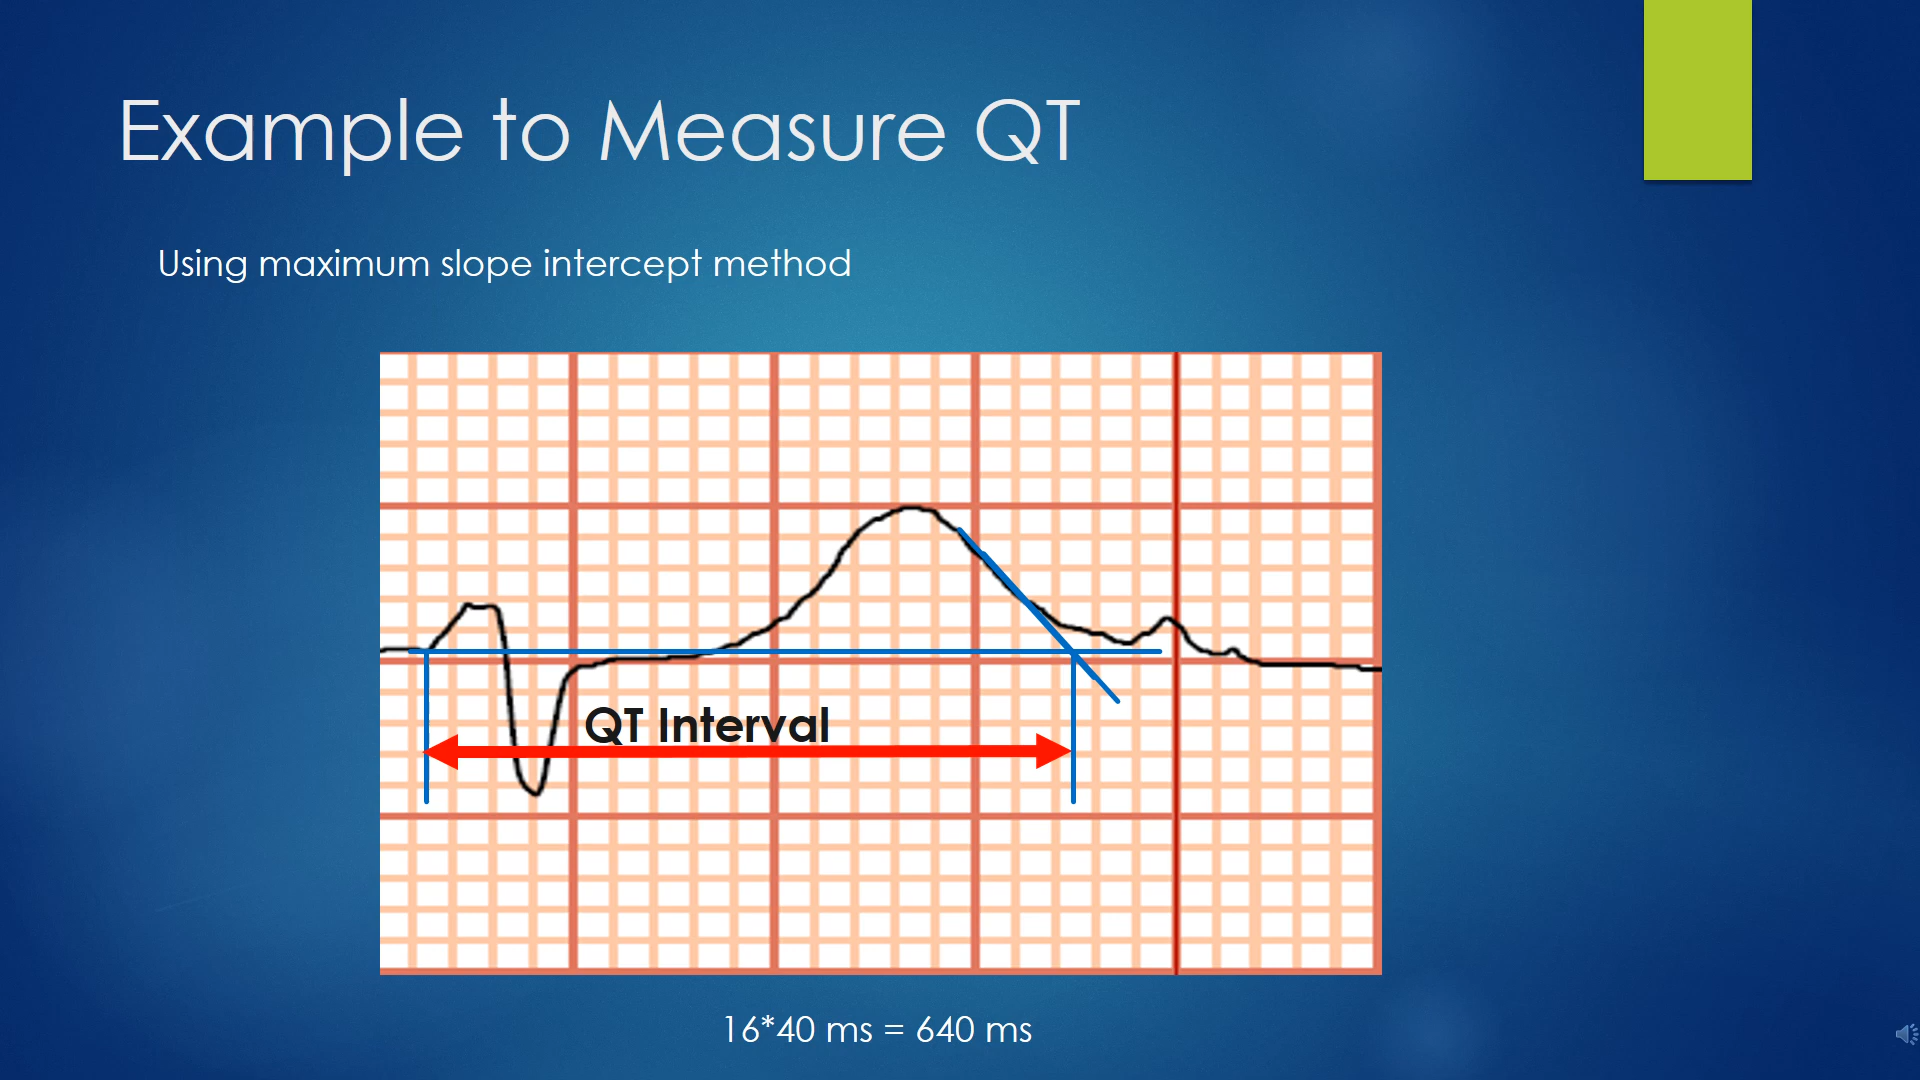 Example to Measure QT
Using maximum slope intercept method
QT Interval
16*40 ms = 640 ms